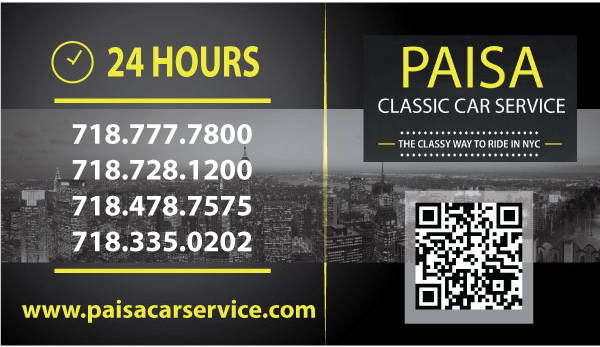 24 HOURS
718.777.7800
718.728.1200
718.478.7575
718.335.0202
www.paisacarservice.com
PAISA
CLASSIC CAR SERVICE
THE CLASSY WAY TO RIDE IN NYC